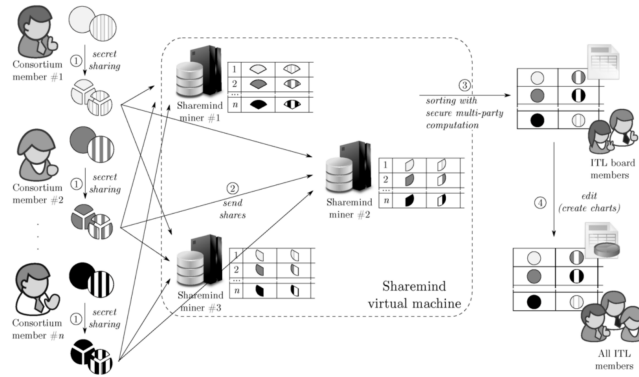 Consortium
member #1
1
secret
sharing
Consortium
member #2
1
secret
sharing
Consortium
member #n
1
secret
sharing
Sharemind
miner #1
1
2
...
n
2
send
shares
Sharemind
miner #2
1
2
...
n
Sharemind
miner #3
1
2
...
n
Sharemind
virtual machine
3
sorting with
secure multi-party
computation
...
ITL board
members
4
edit
(create charts)
...
All ITL
members